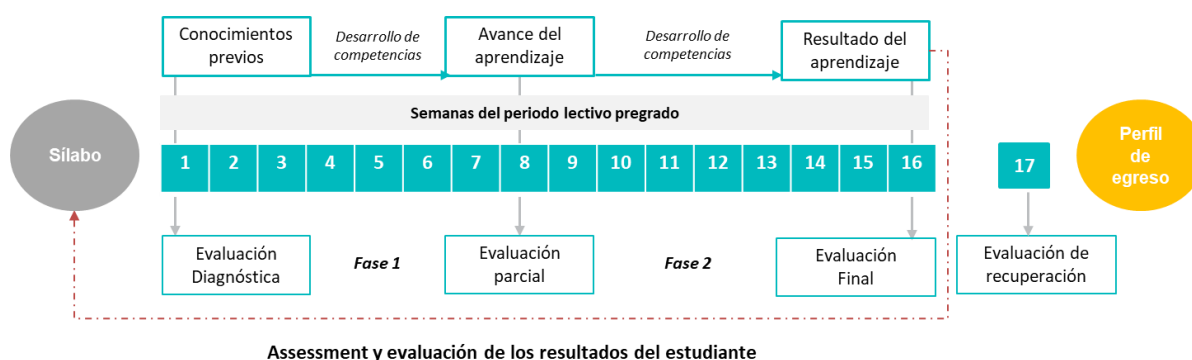 Conocimientos
previos
Desarrollo de
competencias
Avance del
aprendizaje
Desarrollo de
competencias
Resultado del
aprendizaje
Semanas del periodo lectivo pregrado
Sílabo
1 2 3 4 5 6 7 8 9 10 11 12 13 14 15 16
17
Perfil
de
egreso
Evaluación
Diagnóstica
Fase 1
Evaluación
parcial
Fase 2
Evaluación
Final
Evaluación de
recuperación
Assessment y evaluación de los resultados del estudiante